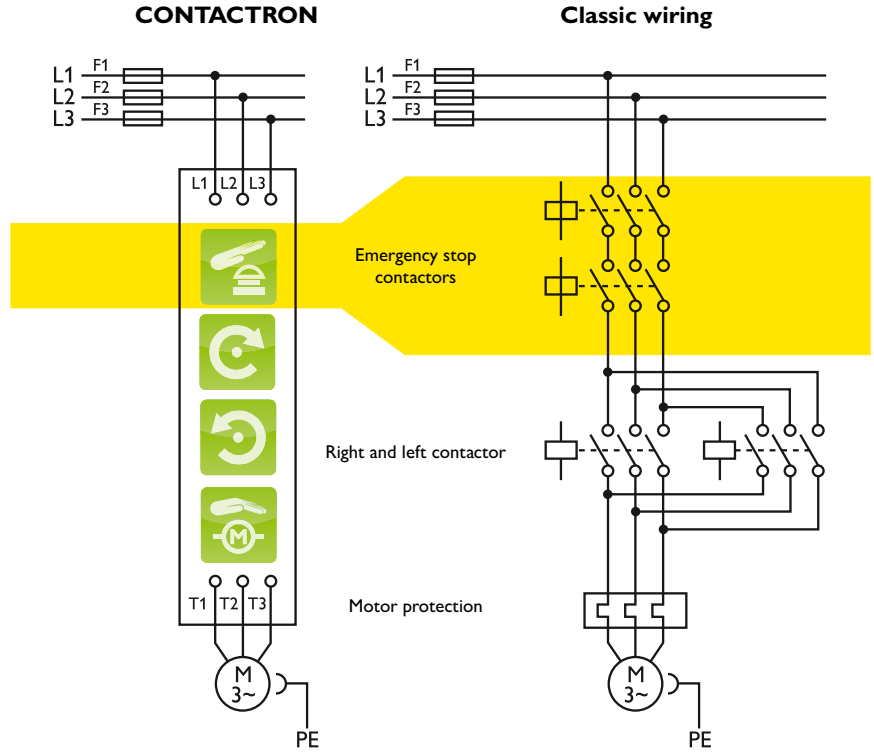 CONTACTRON
Classic wiring
L1 F1
L2 F2
L3 F3
L1 F1
L2 F2
L3 F3
L1 L2 L3
Emergency stop
contactors
Right and left contactor
M
T1 T2 T3
Motor protection
M
3~
PE
M
3~
PE